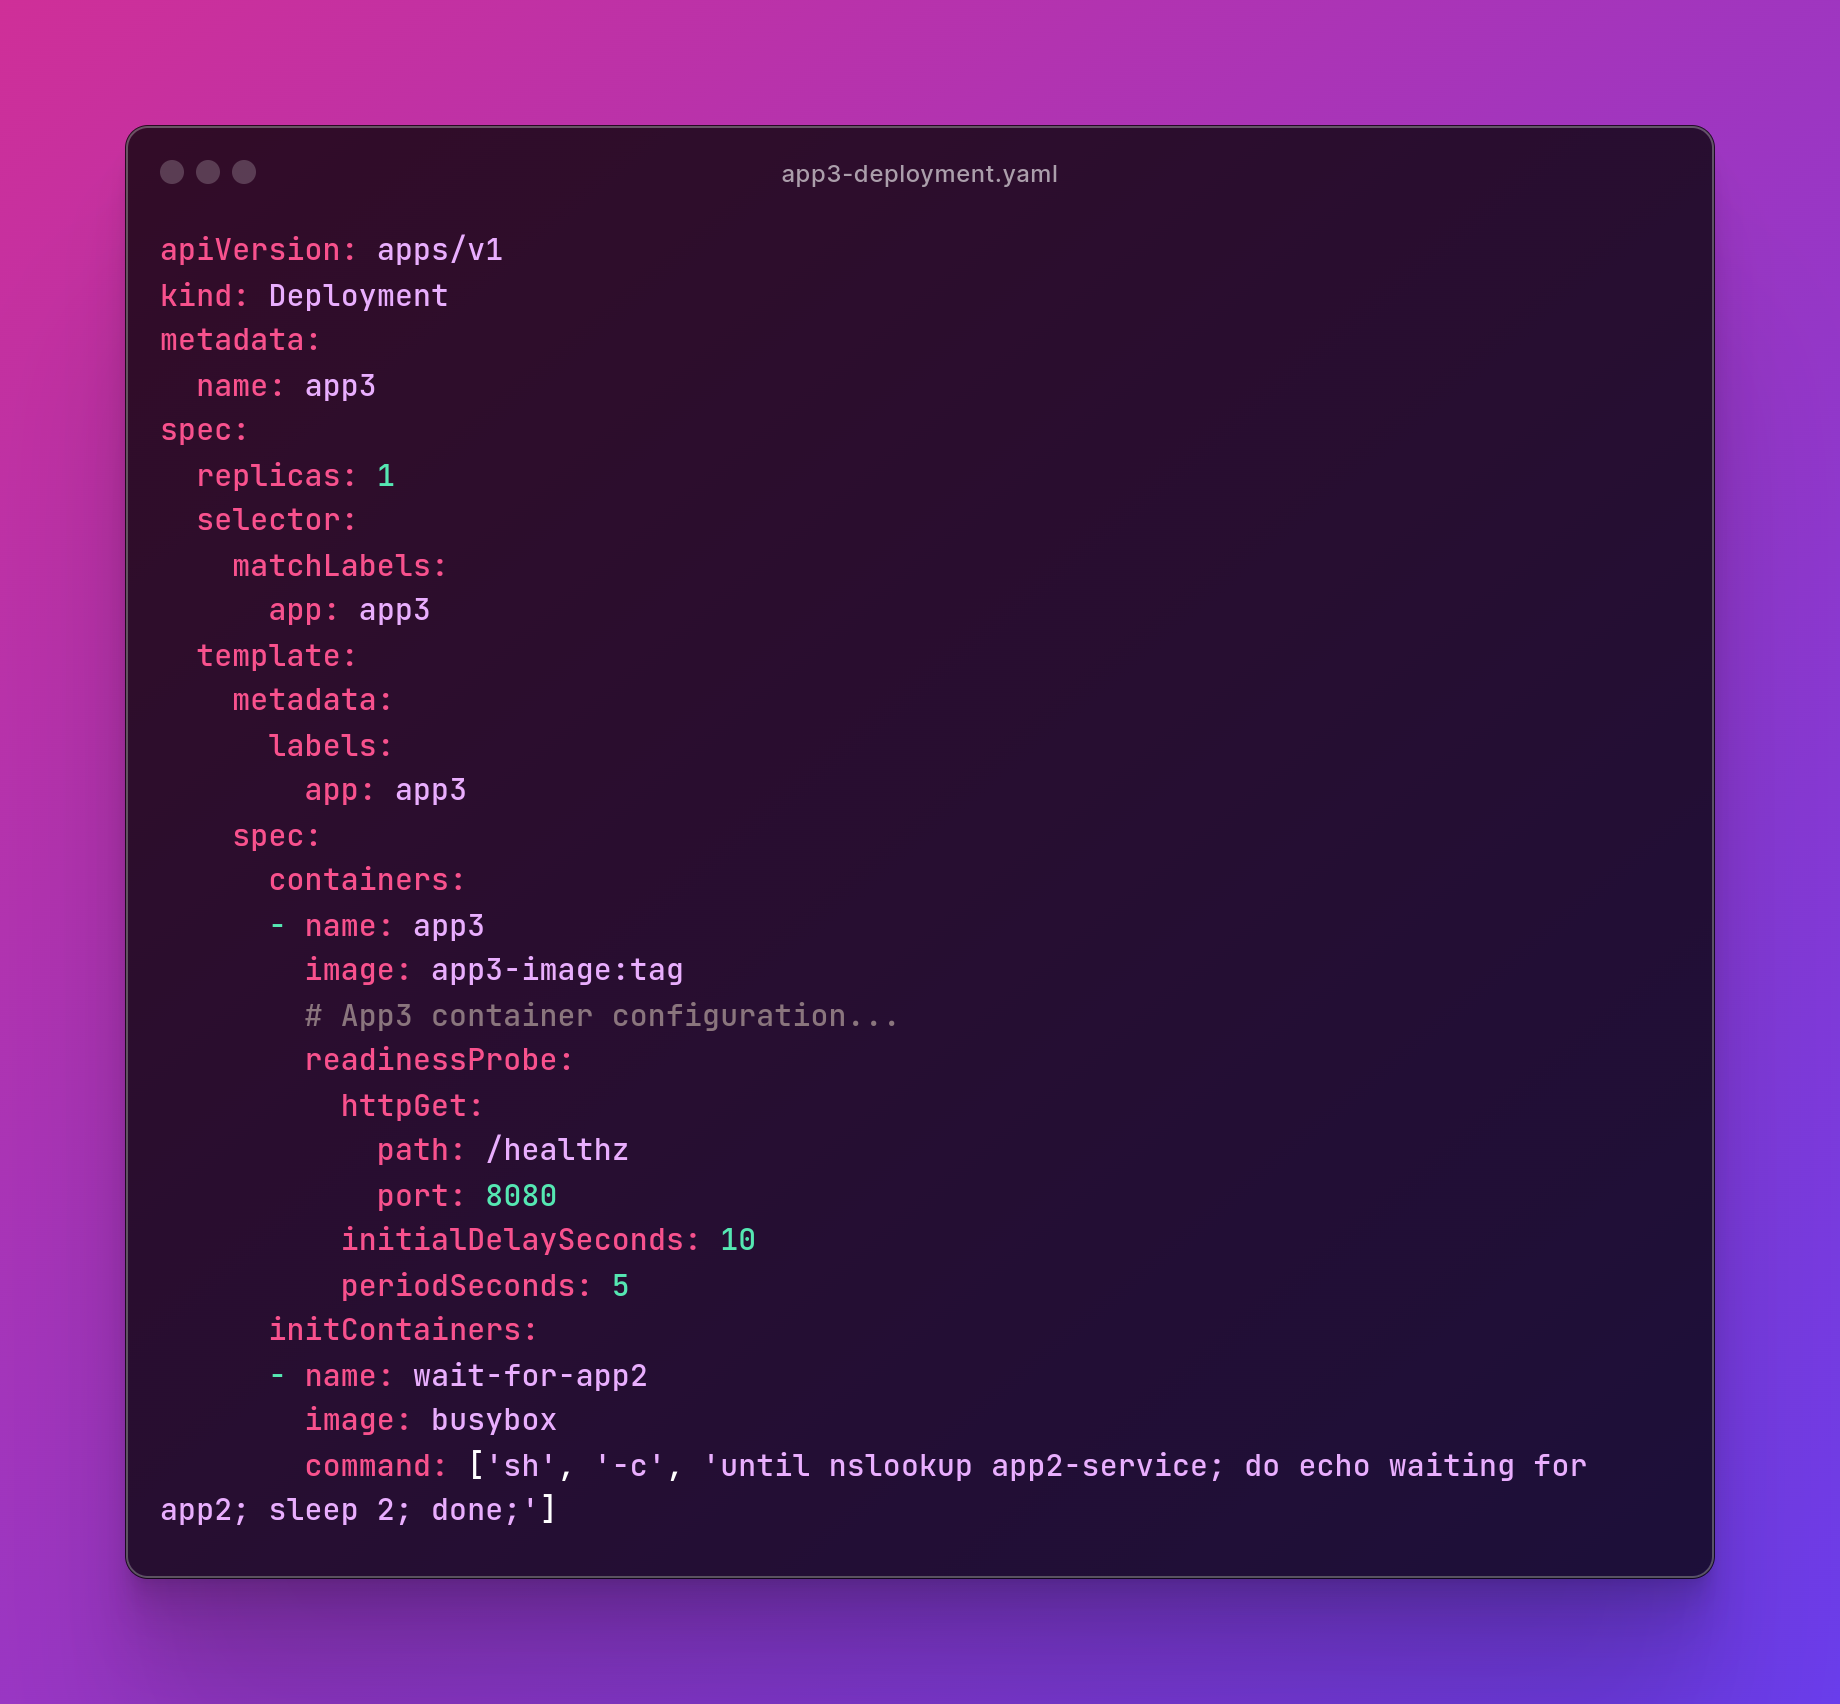 app3-deployment.yaml
apiVersion: apps/v1
kind: Deployment
metadata:
  name: app3
spec:
  replicas: 1
  selector:
    matchLabels:
      app: app3
  template:
    metadata:
      labels:
        app: app3
    spec:
      containers:
      - name: app3
        image: app3-image:tag
        # App3 container configuration...
        readinessProbe:
          httpGet:
            path: /healthz
            port: 8080
          initialDelaySeconds: 10
          periodSeconds: 5
      initContainers:
      - name: wait-for-app2
        image: busybox
        command: ['sh', '-c', 'until nslookup app2-service; do echo waiting for
app2; sleep 2; done;']